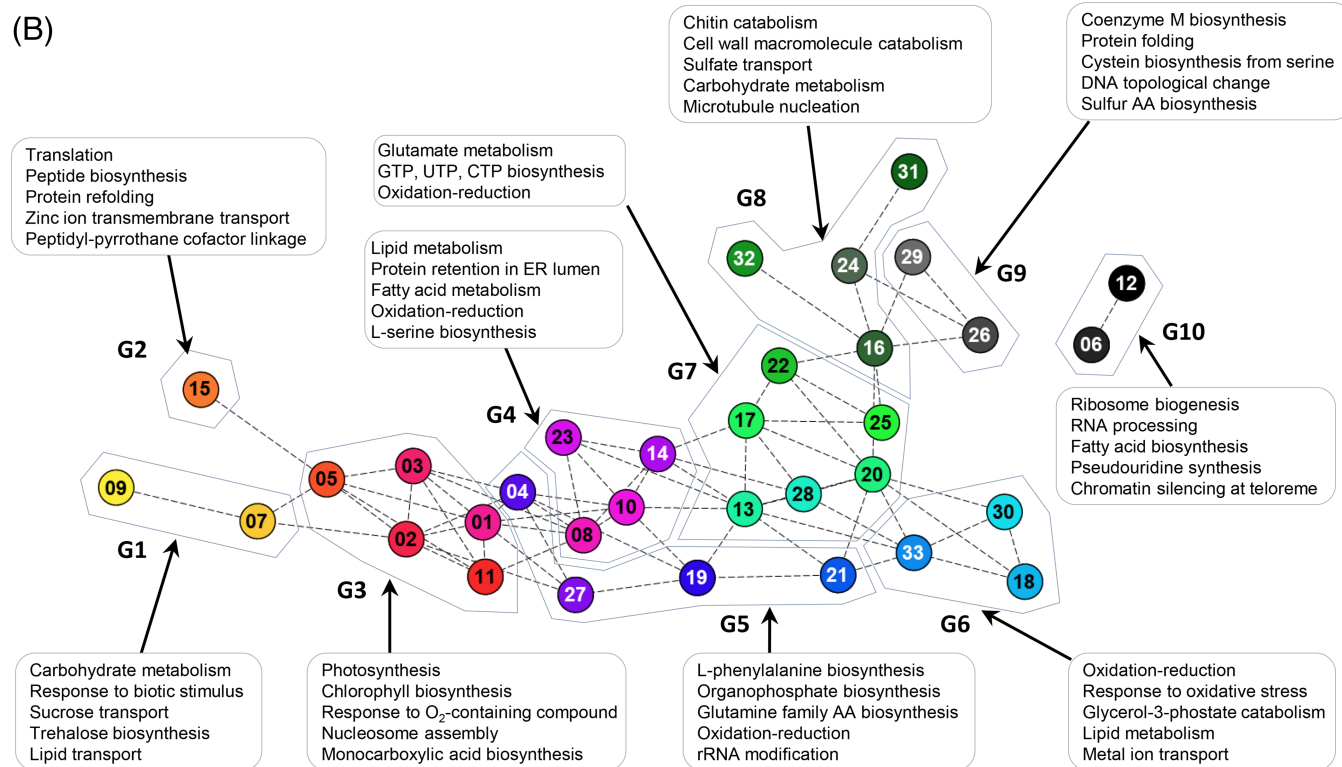 (B)
Chitin catabolism
Cell wall macromolecule catabolism
Sulfate transport
Carbohydrate metabolism
Microtubule nucleation
Coenzyme M biosynthesis
Protein folding
Cystein biosynthesis from serine
DNA topological change
Sulfur AA biosynthesis
Translation
Peptide biosynthesis
Protein refolding
Zinc ion transmembrane transport
Peptidyl-pyrrothane cofactor linkage
Glutamate metabolism
GTP, UTP, CTP biosynthesis
Oxidation-reduction
Lipid metabolism
Protein retention in ER lumen
Fatty acid metabolism
Oxidation-reduction
L-serine biosynthesis
G8
31
32
24
29
G9
26
16
12
06
G10
G2
15
G7
22
17
25
Ribosome biogenesis
RNA processing
Fatty acid biosynthesis
Pseudouridine synthesis
Chromatin silencing at teloreme
G4
23
14
20
28
13
30
33
18
09
07
G1
05
03
04
01
02
11
10
08
27
19
21
G3
G5
G6
Carbohydrate metabolism
Response to biotic stimulus
Sucrose transport
Trehalose biosynthesis
Lipid transport
Photosynthesis
Chlorophyll biosynthesis
Response to O2-containing compound
Nucleosome assembly
Monocarboxylic acid biosynthesis
L-phenylalanine biosynthesis
Organophosphate biosynthesis
Glutamine family AA biosynthesis
Oxidation-reduction
rRNA modification
Oxidation-reduction
Response to oxidative stress
Glycerol-3-phostate catabolism
Lipid metabolism
Metal ion transport